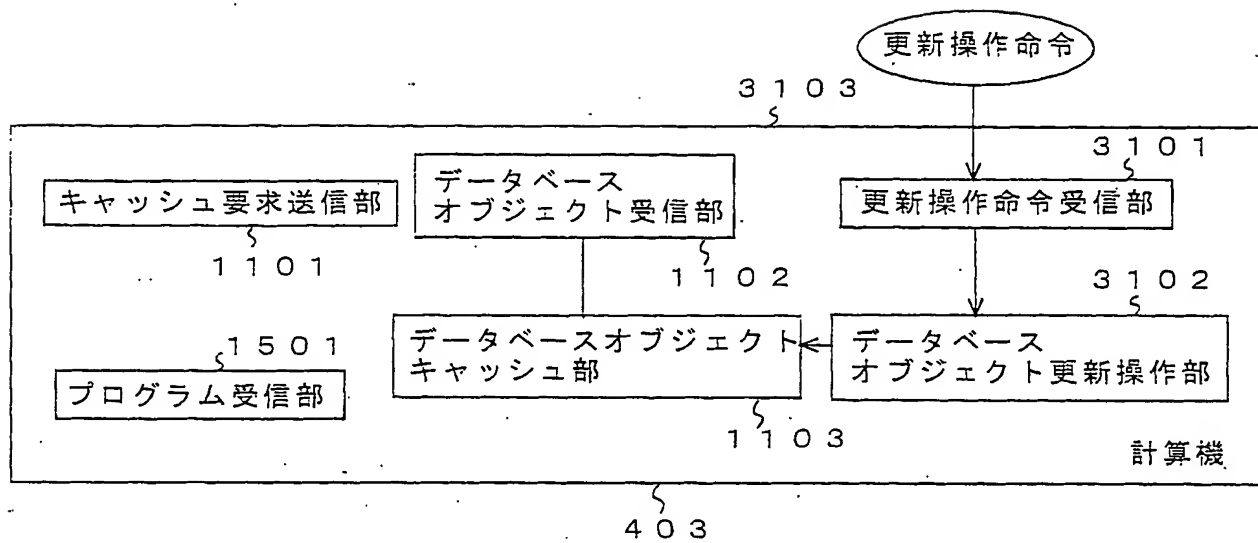 更新操作命令
３１０３
３１０１
キャッシュ要求送信部
データベース
オブジェクト受信部
更新操作命令受信部
１１０１
１１０２
３１０２
１５０１
プログラム受信部
データベースオブジェクト
キャッシュ部
データベース
オブジェクト更新操作部
１１０３
計算機
４０３